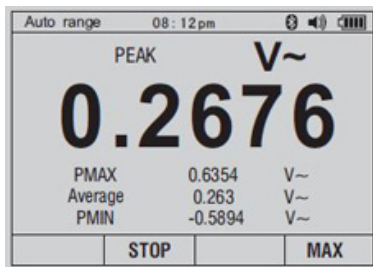 Auto range 08:12pm
PEAK V~
0.2676
PMAX 0.6354 V~
Average 0.263 V~
PMIN -0.5894 V~
STOP MAX